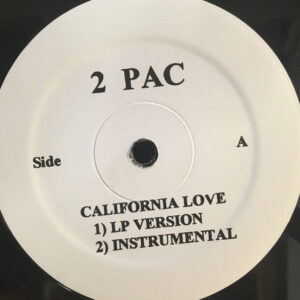 2 PAC
Side A
CALIFORNIA LOVE
1) LP VERSION
2) INSTRUMENTAL